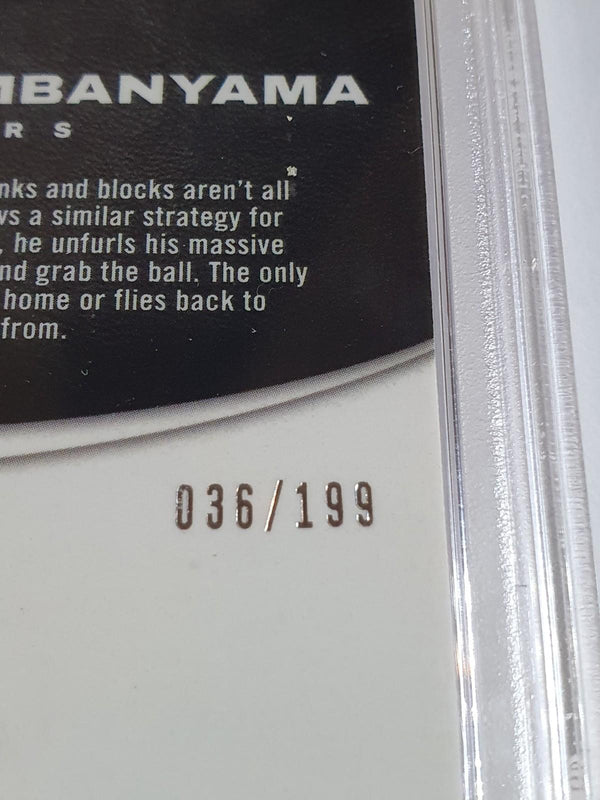 MBANYAMA
R S
nks and blocks aren't all
ws a similar strategy for
, he unfurls his massive
nd grab the ball. The only
home or flies back to
from.
036/199